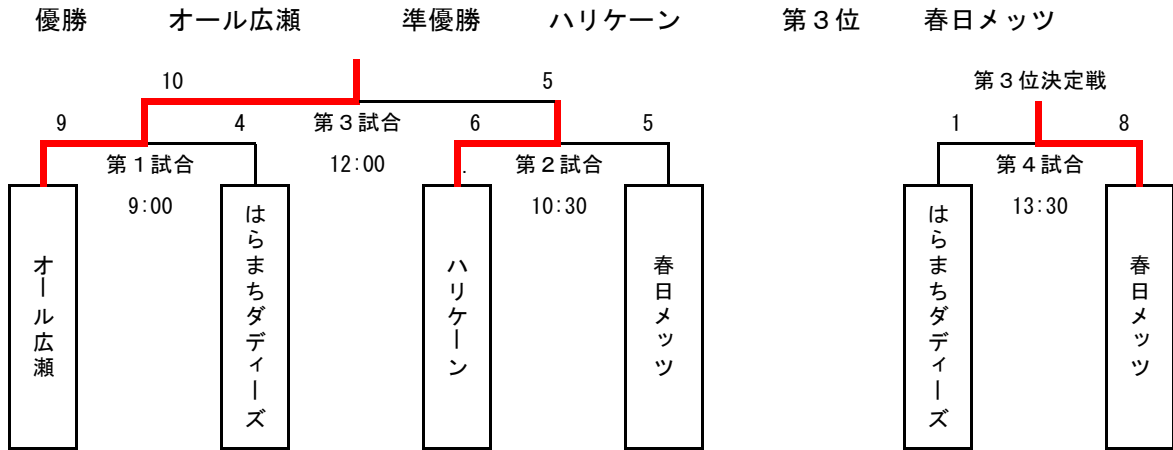 優勝 オール広瀬 準優勝 ハリケーン 第３位 春日メッツ
10 5 第３位決定戦
9 4 第３試合 6 5 1 8
第１試合 12:00 . 第２試合 第４試合
9:00 10:30 13:30
オール広瀬
はらまちダディーズ
ハリケーン
春日メッツ
はらまちダディーズ
春日メッツ